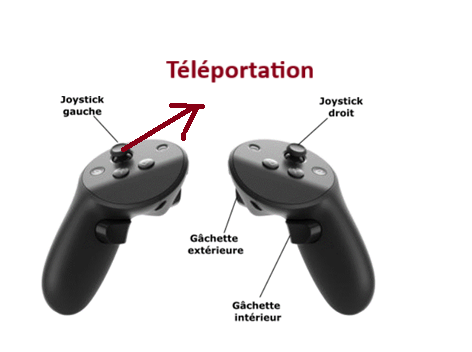 Téléportation
Joystick
gauche
Joystick
droit
Gâchette
extérieure
Gâchette
intérieur